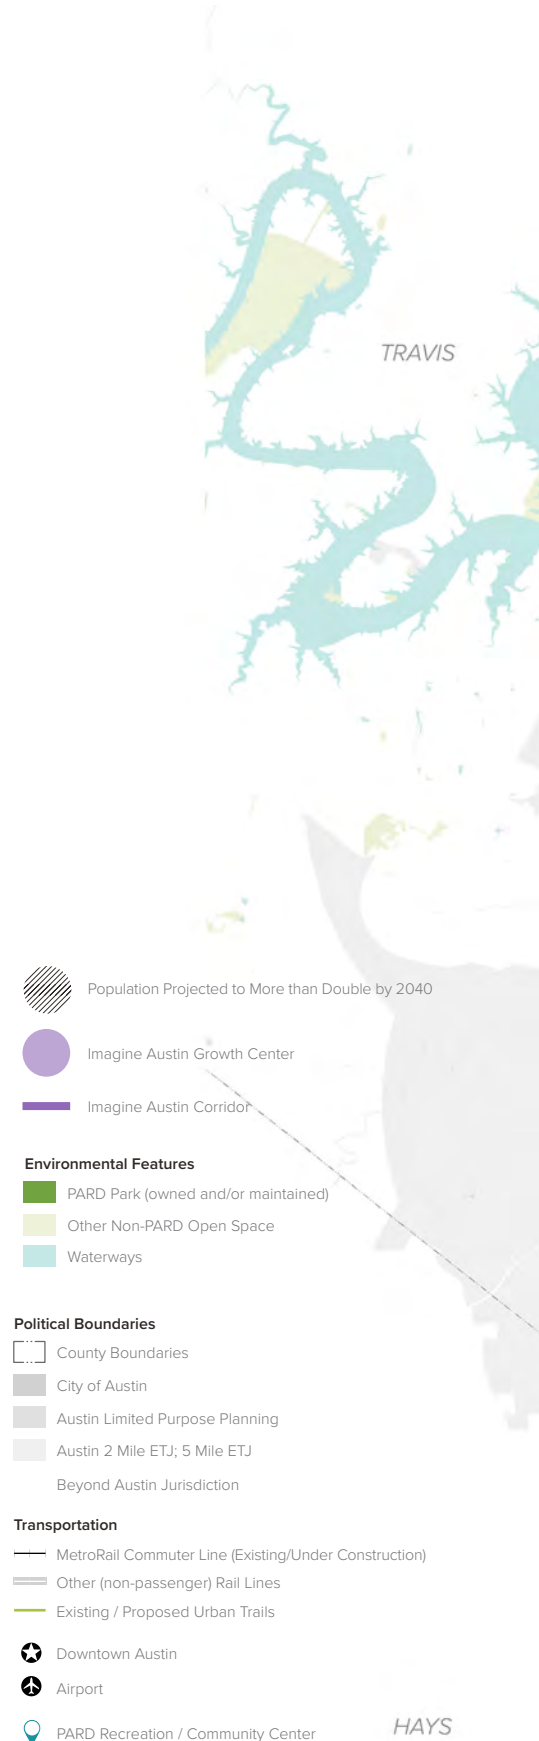 TRAVIS
Population Projected to More than Double by 2040
Imagine Austin Growth Center
Imagine Austin Corridor
Environmental Features
PARD Park (owned and/or maintained)
Other Non-PARD Open Space
Waterways
Political Boundaries
County Boundaries
City of Austin
Austin Limited Purpose Planning
Austin 2 Mile ETJ; 5 Mile ETJ
Beyond Austin Jurisdiction
Transportation
MetroRail Commuter Line (Existing/Under Construction)
Other (non-passenger) Rail Lines
Existing / Proposed Urban Trails
Downtown Austin
Airport
PARD Recreation / Community Center
HAYS